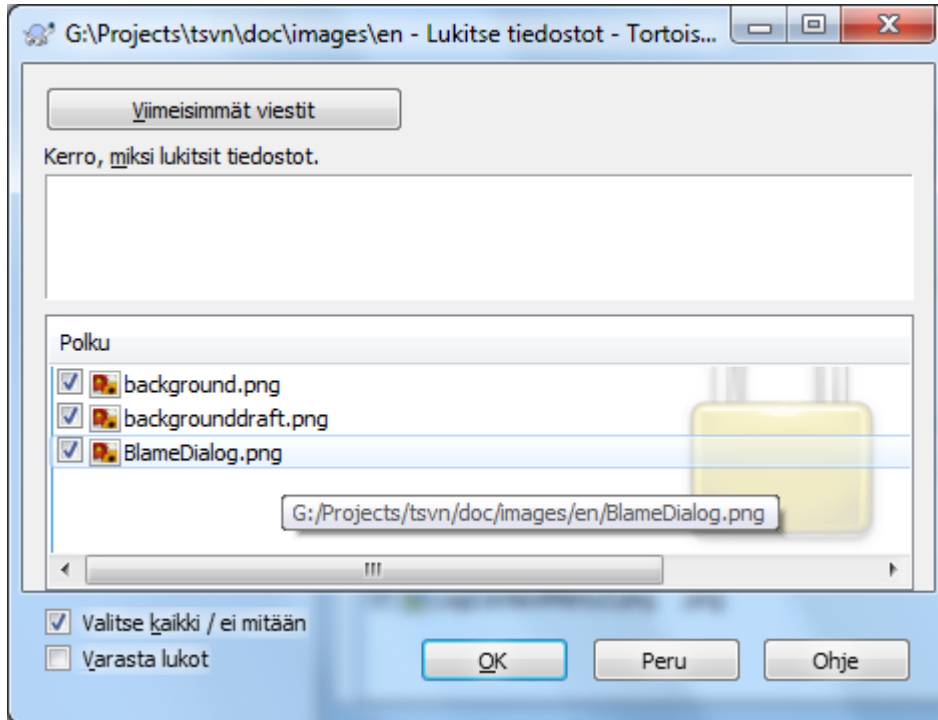 G:\Projects\tsvn\doc\images\en - Lukitse tiedostot - Tortois...
Viimeisimmät viestit
Kerro, miksi lukitsit tiedostot.
Polku
background.png
backgrounddraft.png
BlameDialog.png
G:/Projects/tsvn/doc/images/en/BlameDialog.png
Valitse kaikki / ei mitään
Varasta lukot
OK Peru Ohje